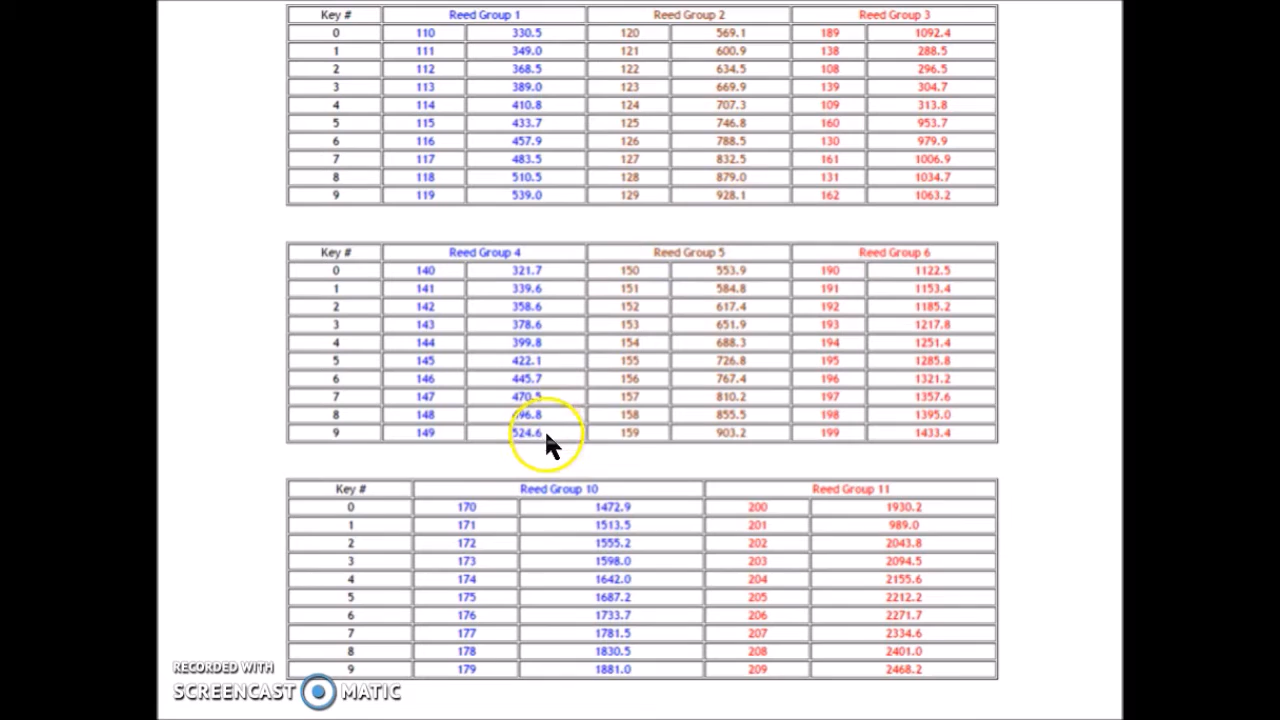 Key # Reed Group 1 Reed Group 2 Reed Group 3
0 110 330.5 120 569.1 189 1092.4
1 111 349.0 121 600.9 138 288.5
2 112 368.5 122 634.5 108 296.5
3 113 389.0 123 669.9 139 304.7
4 114 410.8 124 707.3 109 313.8
5 115 433.7 125 746.8 160 953.7
6 116 457.9 126 788.5 130 979.9
7 117 483.5 127 832.5 161 1006.9
8 118 510.5 128 879.0 131 1034.7
9 119 539.0 129 928.1 162 1063.2
Key # Reed Group 4 Reed Group 5 Reed Group 6
0 140 321.7 150 553.9 190 1122.5
1 141 339.6 151 584.8 191 1153.4
2 142 358.6 152 617.4 192 1185.2
3 143 378.6 153 651.9 193 1217.8
4 144 399.8 154 688.3 194 1251.4
5 145 422.1 155 726.8 195 1285.8
6 146 445.7 156 767.4 196 1321.2
7 147 470.5 157 810.2 197 1357.6
8 148 496.8 158 855.5 198 1395.0
9 149 524.6 159 903.2 199 1433.4
Key # Reed Group 10 Reed Group 11
0 170 1472.9 200 1930.2
1 171 1513.5 201 989.0
2 172 1555.2 202 2043.8
3 173 1598.0 203 2094.5
4 174 1642.0 204 2155.6
5 175 1687.2 205 2212.2
6 176 1733.7 206 2271.7
7 177 1781.5 207 2334.6
8 178 1830.5 208 2401.0
9 179 1881.0 209 2468.2
RECORDED WITH
SCREENCAST MATIC